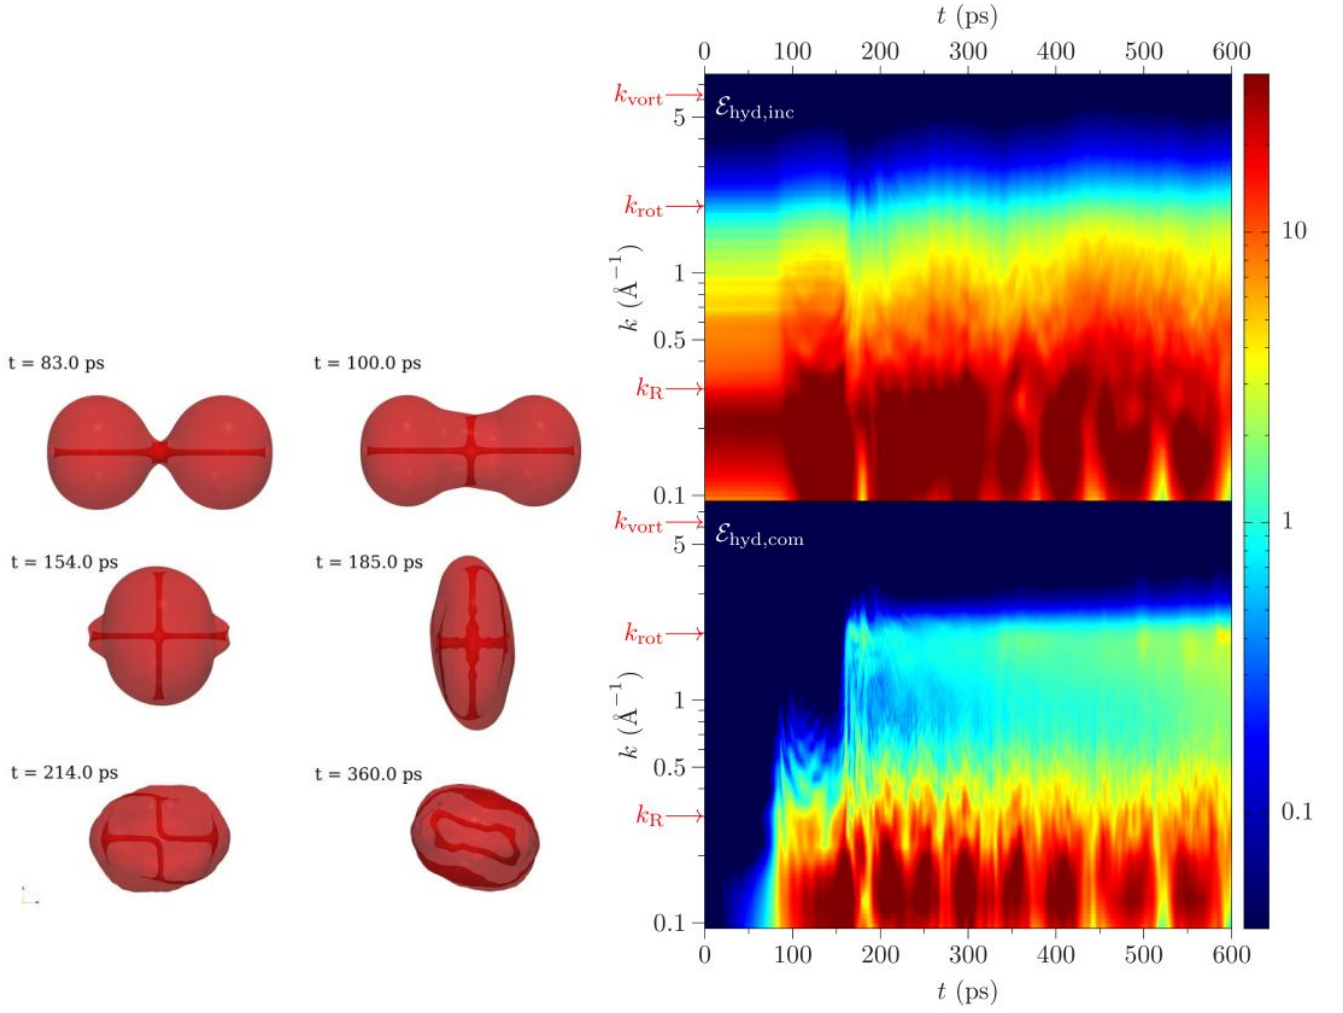 t = 83.0 ps
t = 100.0 ps
t = 154.0 ps
t = 185.0 ps
t = 214.0 ps
t = 360.0 ps
t (ps)
0 100 200 300 400 500 600
k_vort
5
k_rot
1
0.5
k_R
0.1
k (Å⁻¹)
ℰ_hyd,inc
k_vort
5
k_rot
1
0.5
k_R
0.1
k (Å⁻¹)
ℰ_hyd,com
0 100 200 300 400 500 600
t (ps)
10
1
0.1